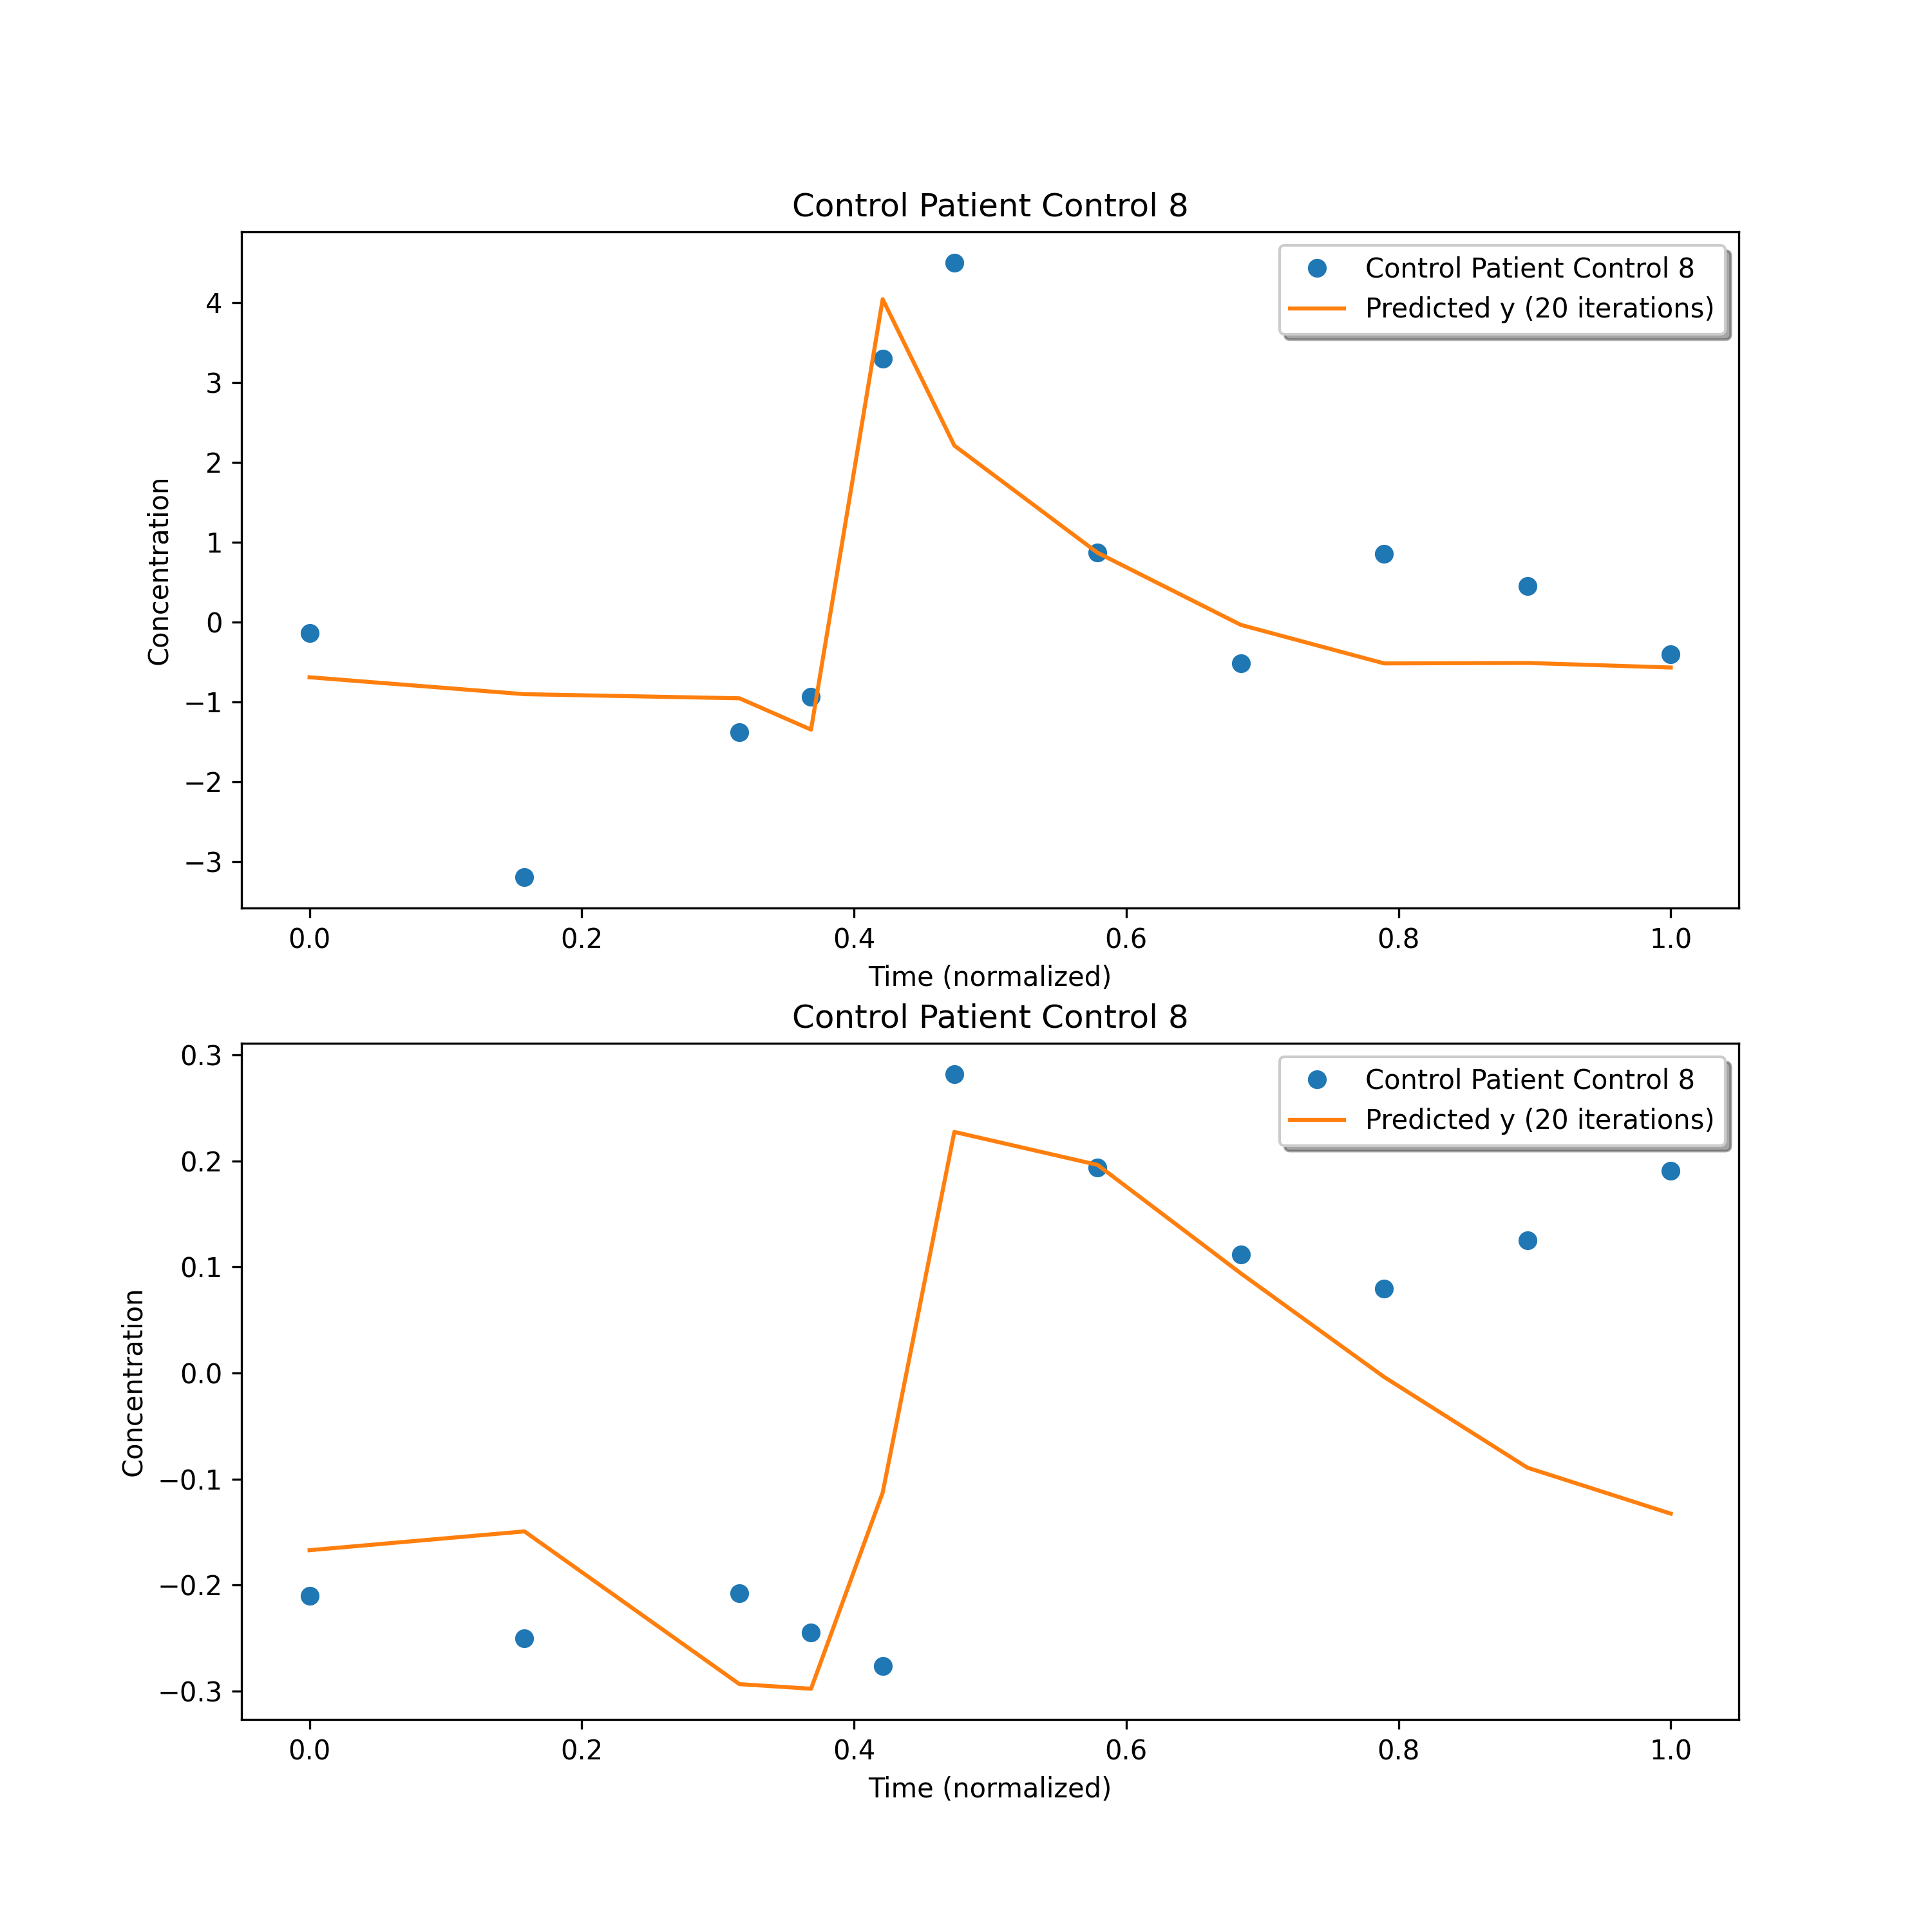 Control Patient Control 8
Control Patient Control 8
Predicted y (20 iterations)
4
3
2
1
0
−1
−2
−3
Concentration
0.0 0.2 0.4 0.6 0.8 1.0
Time (normalized)
Control Patient Control 8
Control Patient Control 8
Predicted y (20 iterations)
0.3
0.2
0.1
0.0
−0.1
−0.2
−0.3
Concentration
0.0 0.2 0.4 0.6 0.8 1.0
Time (normalized)